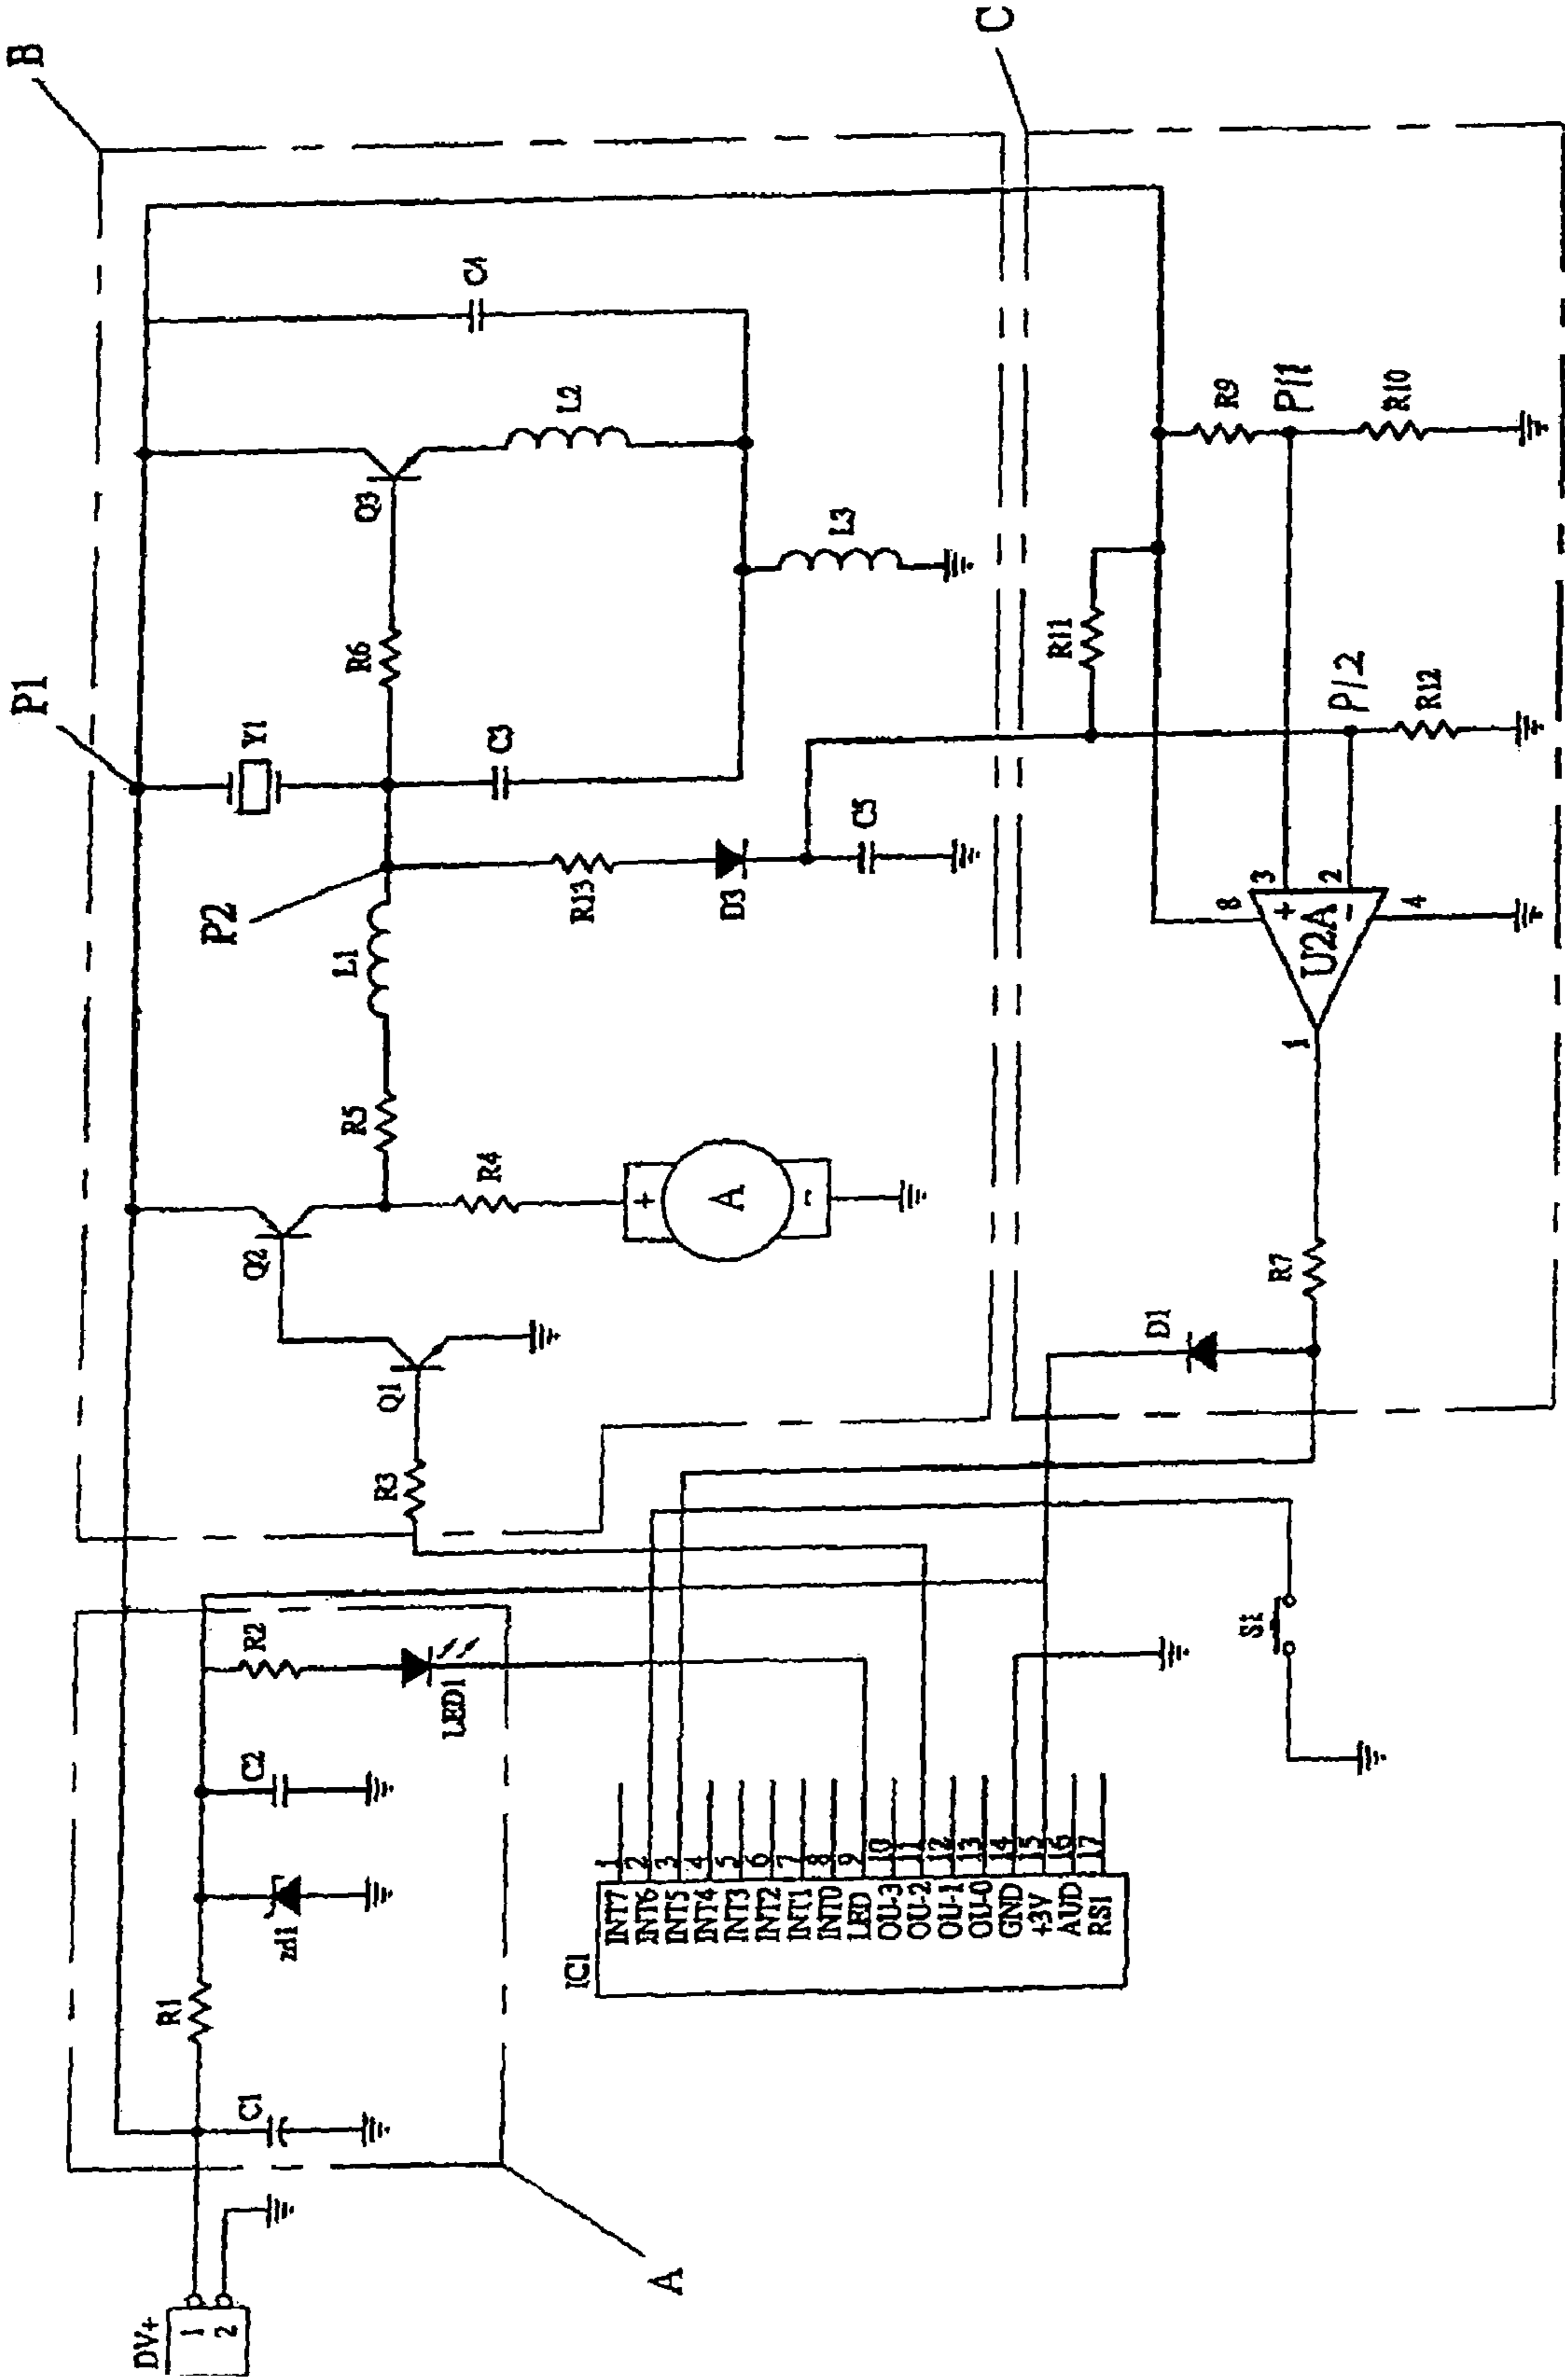 DV+
1
2
A
C1
R1
zd1
C2
R2
LED1
IC1
INT7 1
INT6 2
INT5 3
INT4 4
INT3 5
INT2 6
INT1 7
INT0 8
LED 9
OU-3 10
OU-2 11
OU-1 12
OU-0 13
GND 14
+3V 15
AUD 16
RS1 17
S1
B
R3
Q1
Q2
R4
+
A
-
R5
L1
P2
P1
Y1
R13
D3
C5
C3
R6
Q3
L2
C4
L3
C
D1
R7
1
U2A
+
-
8
3
2
4
R11
P/2
R12
R9
P/1
R10